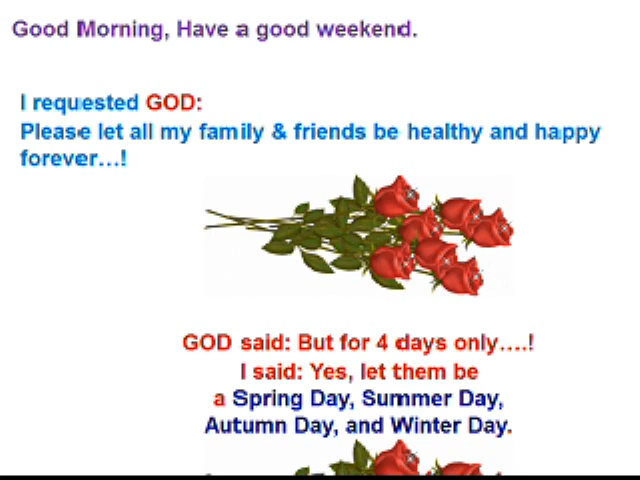 Good Morning, Have a good weekend.
I requested GOD:
Please let all my family & friends be healthy and happy
forever...!
GOD said: But for 4 days only....!
I said: Yes, let them be
a Spring Day, Summer Day,
Autumn Day, and Winter Day.